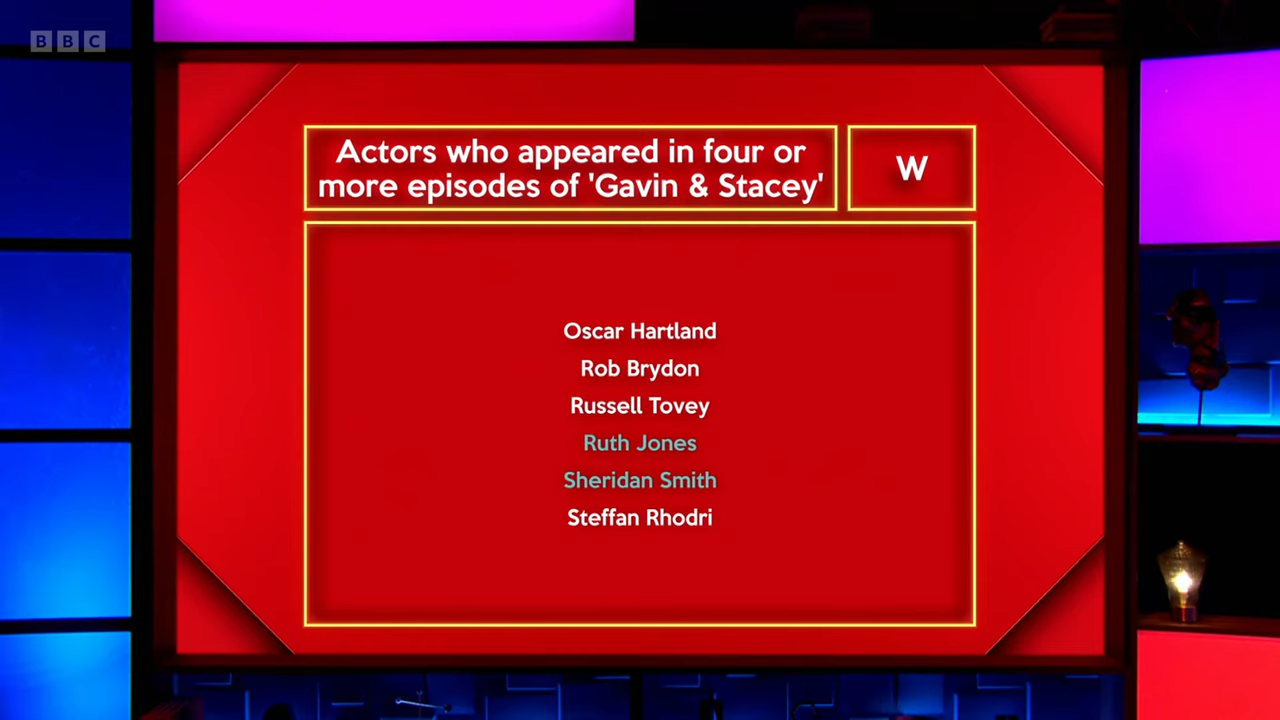 BBC
Actors who appeared in four or
more episodes of 'Gavin & Stacey'
W
Oscar Hartland
Rob Brydon
Russell Tovey
Ruth Jones
Sheridan Smith
Steffan Rhodri